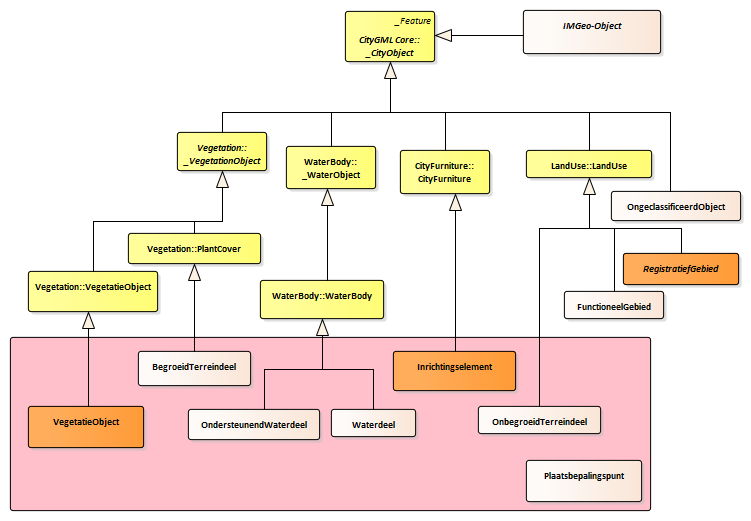 _Feature
CityGML Core::
_CityObject
IMGeo-Object
Vegetation::
_VegetationObject
WaterBody::
_WaterObject
CityFurniture::
CityFurniture
LandUse::LandUse
OngeclassificeerdObject
Vegetation::PlantCover
RegistratiefGebied
Vegetation::VegetatieObject
WaterBody::WaterBody
FunctioneelGebied
BegroeidTerreindeel
Inrichtingselement
VegetatieObject
OndersteunendWaterdeel
Waterdeel
OnbegroeidTerreindeel
Plaatsbepalingspunt